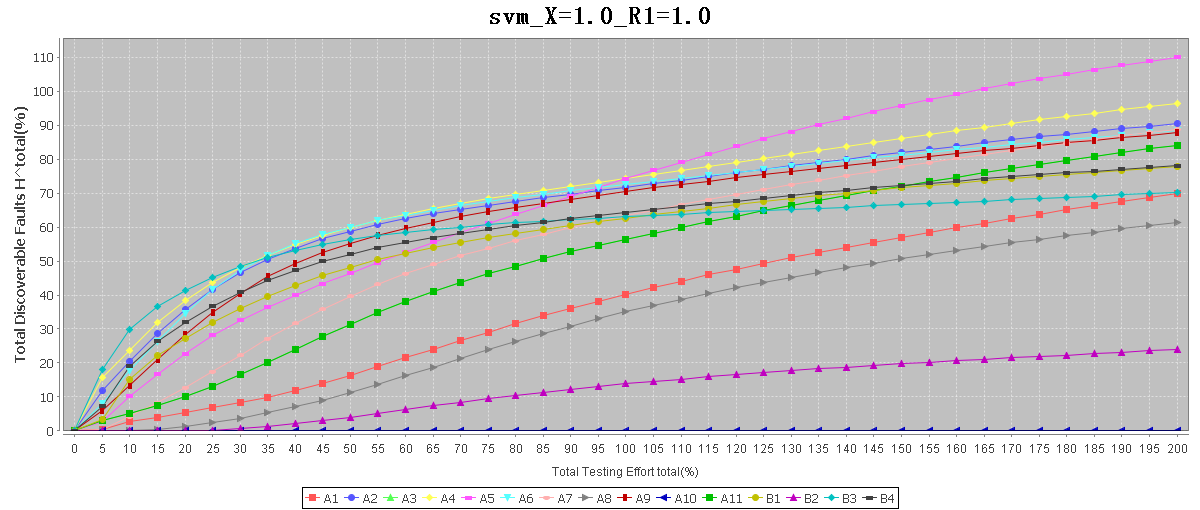 svm_X=1.0_R1=1.0
Total Discoverable Faults H^total(%)
110
100
90
80
70
60
50
40
30
20
10
0
0 5 10 15 20 25 30 35 40 45 50 55 60 65 70 75 80 85 90 95 100 105 110 115 120 125 130 135 140 145 150 155 160 165 170 175 180 185 190 195 200
Total Testing Effort total(%)
A1 A2 A3 A4 A5 A6 A7 A8 A9 A10 A11 B1 B2 B3 B4